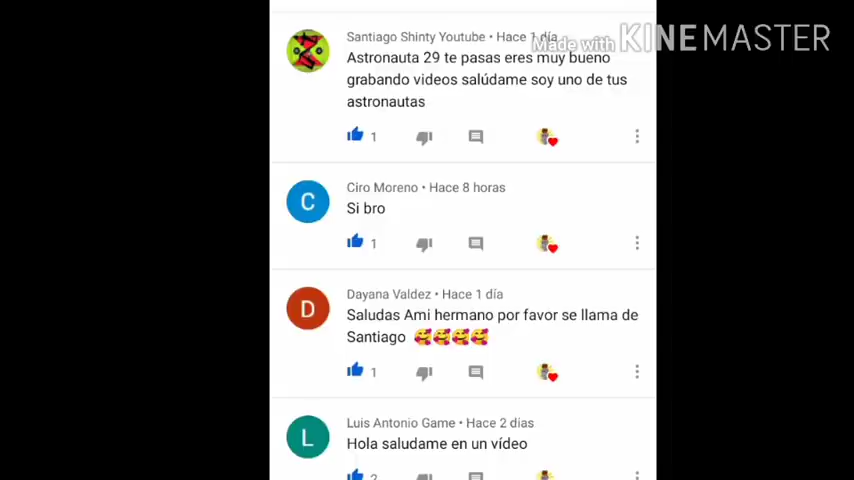 Santiago Shinty Youtube • Hace 1 día
Made with KINEMASTER
Astronauta 29 te pasas eres muy bueno
grabando videos salúdame soy uno de tus
astronautas
1
C
Ciro Moreno • Hace 8 horas
Si bro
1
D
Dayana Valdez • Hace 1 día
Saludas Ami hermano por favor se llama de
Santiago 🥰🥰🥰🥰
1
L
Luis Antonio Game • Hace 2 días
Hola saludame en un vídeo
2